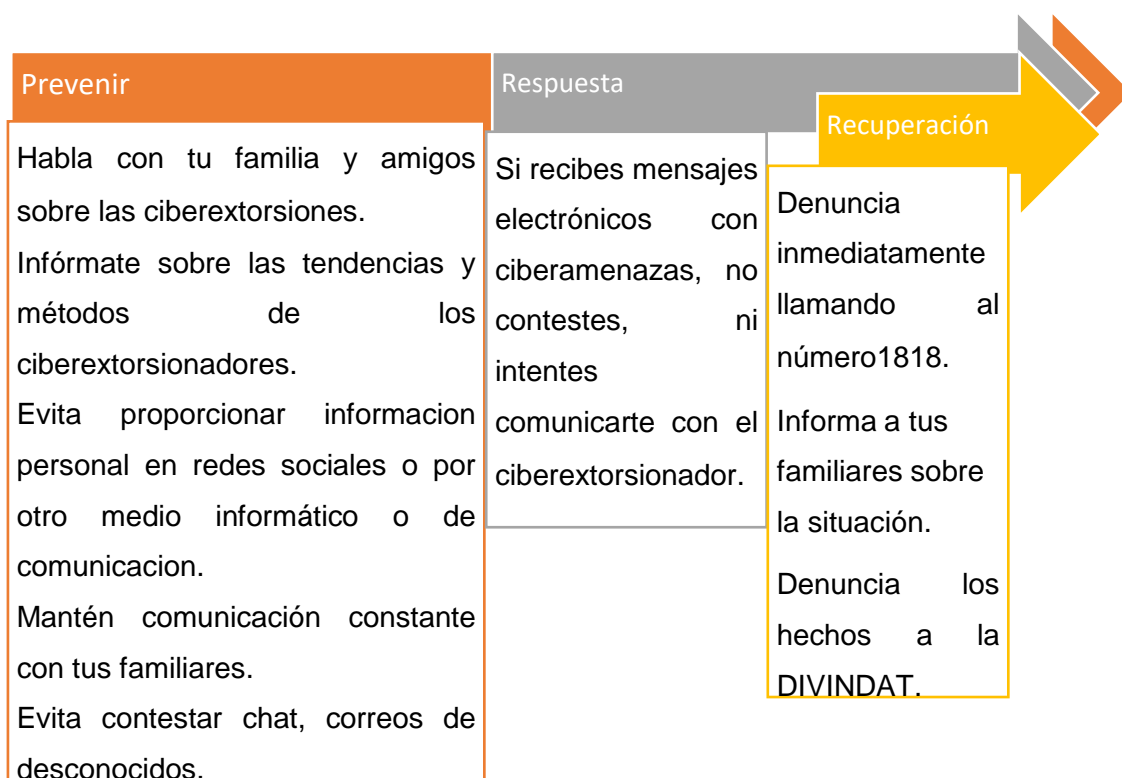 Prevenir
Habla con tu familia y amigos
sobre las ciberextorsiones.
Infórmate sobre las tendencias y
métodos de los
ciberextorsionadores.
Evita proporcionar informacion
personal en redes sociales o por
otro medio informático o de
comunicacion.
Mantén comunicación constante
con tus familiares.
Evita contestar chat, correos de
desconocidos.
Respuesta
Si recibes mensajes
electrónicos con
ciberamenazas, no
contestes, ni
intentes
comunicarte con el
ciberextorsionador.
Recuperación
Denuncia
inmediatamente
llamando al
número1818.
Informa a tus
familiares sobre
la situación.
Denuncia los
hechos a la
DIVINDAT.